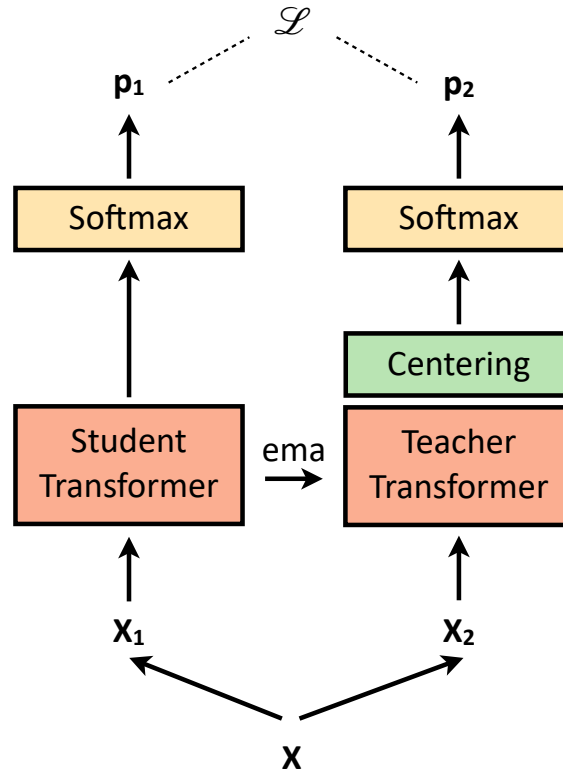 ℒ
p₁
p₂
Softmax
Softmax
Centering
Student
Transformer
ema
Teacher
Transformer
X₁
X₂
X